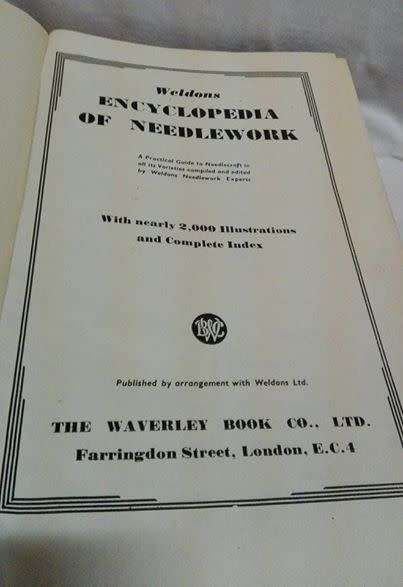 Weldons
ENCYCLOPEDIA
OF NEEDLEWORK
A Practical Guide to Needlecraft in
all its Varieties compiled and edited
by Weldons Needlework Experts
With nearly 2,000 Illustrations
and Complete Index
WBC
Published by arrangement with Weldons Ltd.
THE WAVERLEY BOOK CO., LTD.
Farringdon Street, London, E.C.4